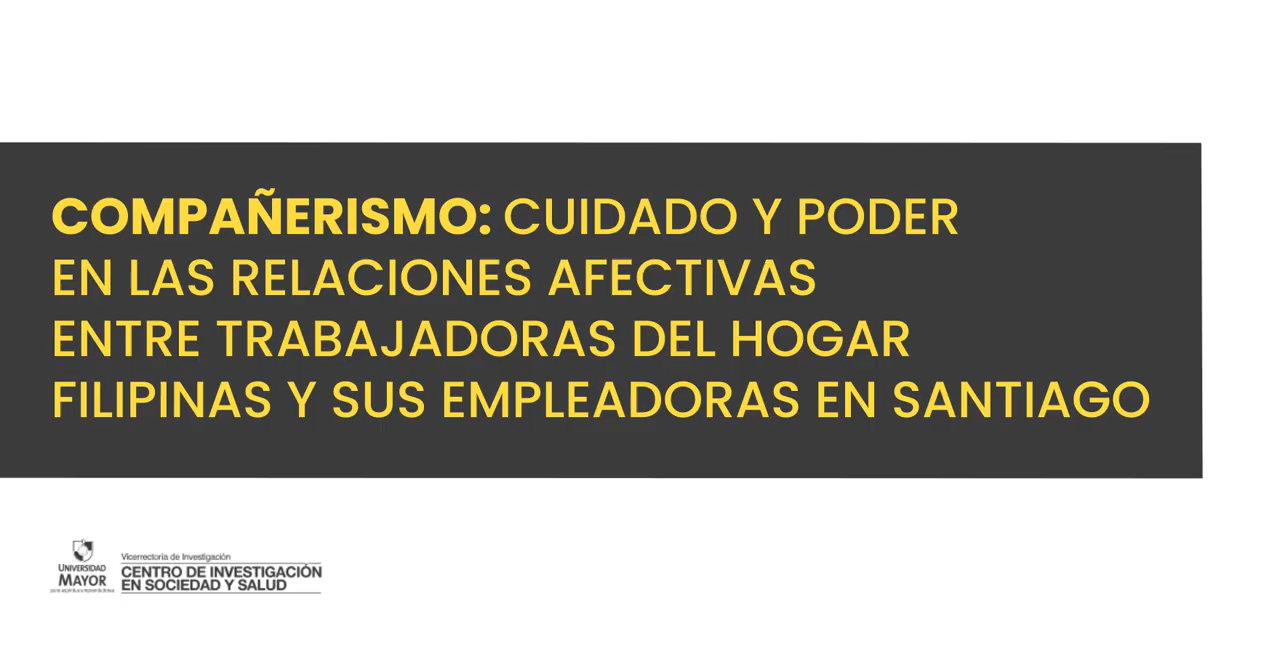 COMPAÑERISMO: CUIDADO Y PODER
EN LAS RELACIONES AFECTIVAS
ENTRE TRABAJADORAS DEL HOGAR
FILIPINAS Y SUS EMPLEADORAS EN SANTIAGO
UNIVERSIDAD
MAYOR
Vicerrectoría de Investigación
CENTRO DE INVESTIGACIÓN
EN SOCIEDAD Y SALUD